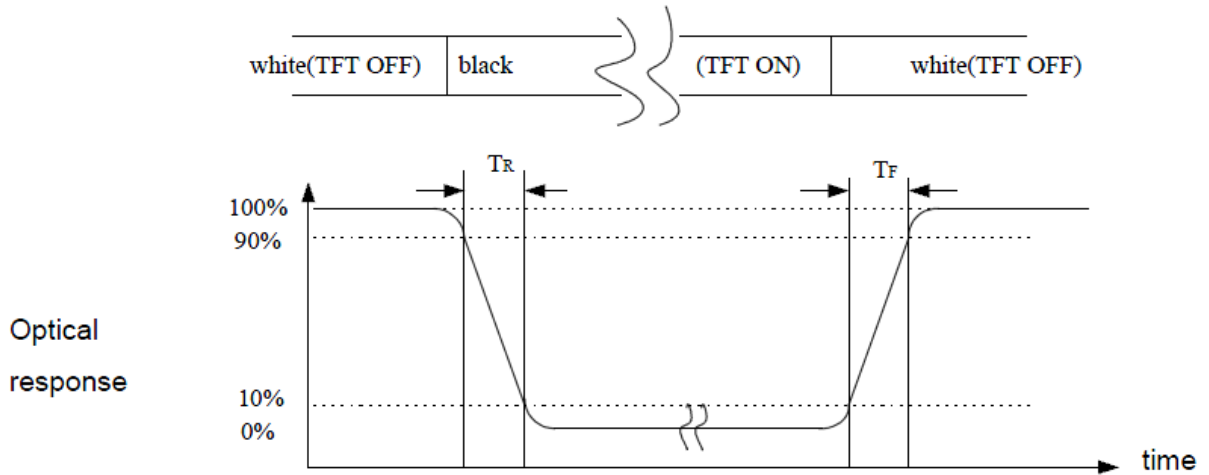 white(TFT OFF) black (TFT ON) white(TFT OFF)
TR TF
100%
90%
Optical
response
10%
0%
time